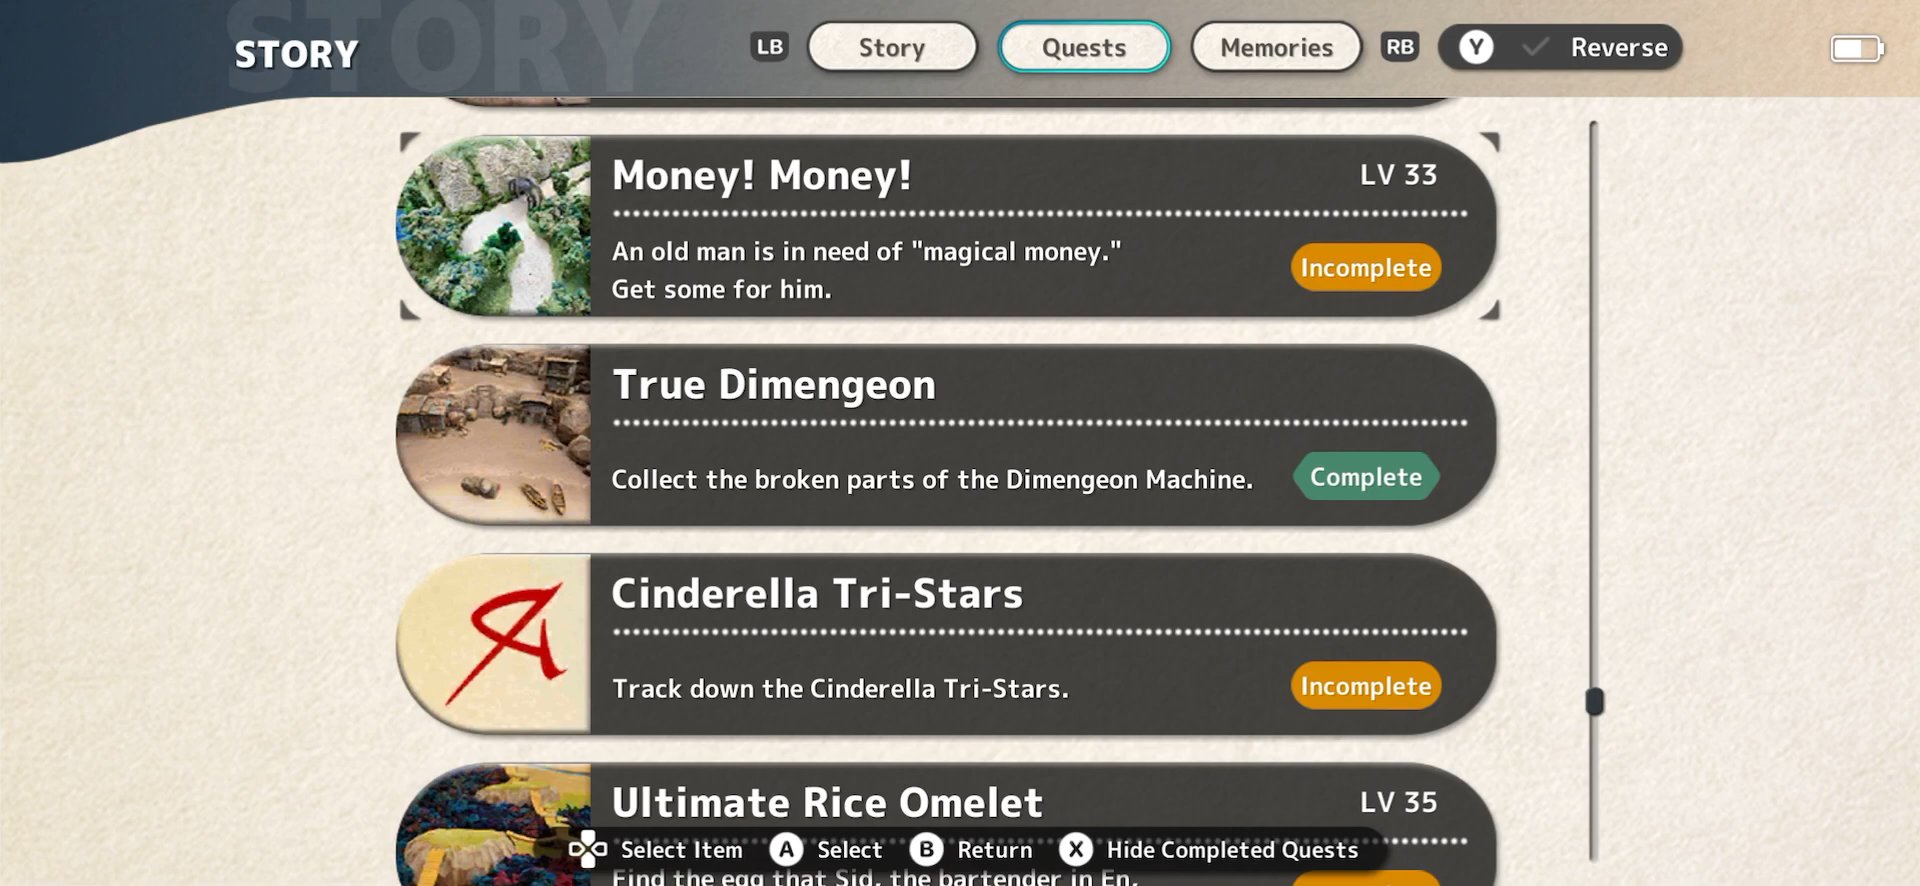 STORY
STORY
LB
Story
Quests
Memories
RB
Y
Reverse
Money! Money!
LV 33
An old man is in need of "magical money."
Get some for him.
Incomplete
True Dimengeon
Collect the broken parts of the Dimengeon Machine.
Complete
Cinderella Tri-Stars
Track down the Cinderella Tri-Stars.
Incomplete
Ultimate Rice Omelet
LV 35
Select Item
A
Select
B
Return
X
Hide Completed Quests
Find the egg that Sid, the bartender in En,